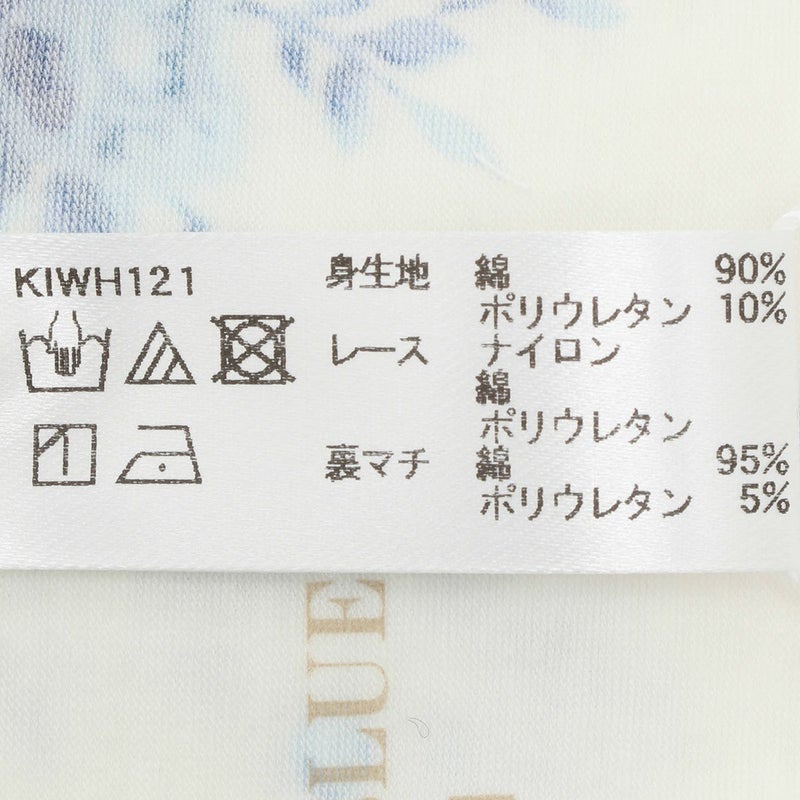 KIWH121
身生地 綿 90%
ポリウレタン 10%
レース ナイロン
綿
ポリウレタン
裏マチ 綿 95%
ポリウレタン 5%
LUE